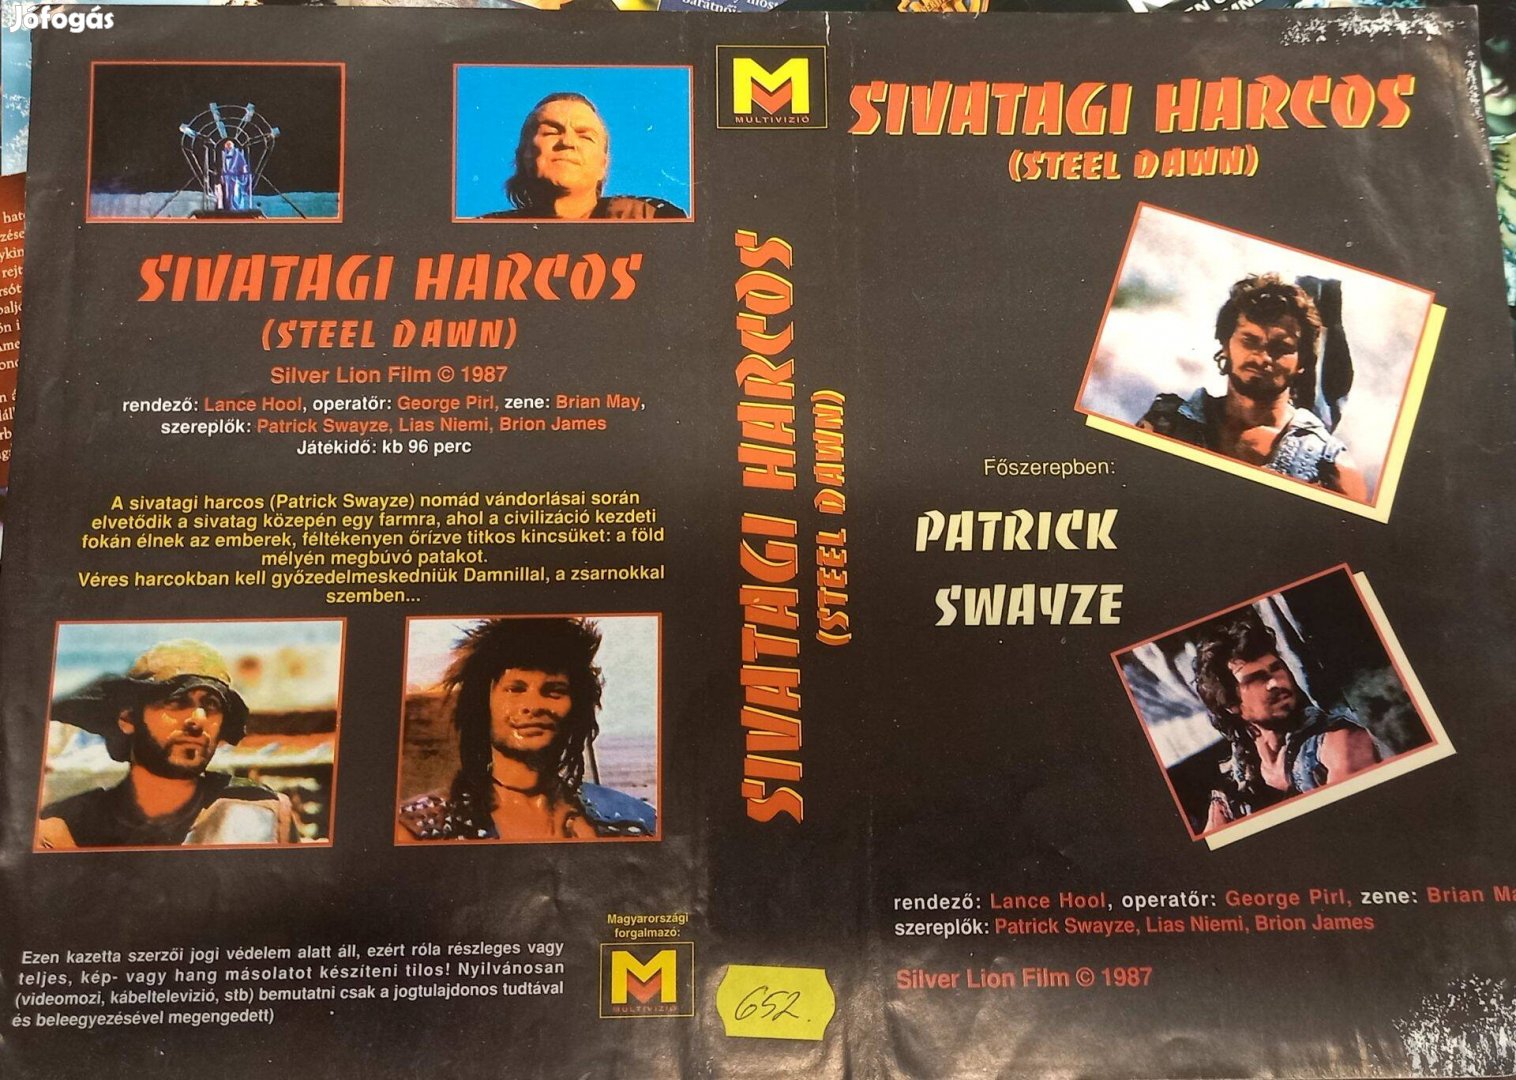 Jófogás
SIVATAGI HARCOS
(STEEL DAWN)
Silver Lion Film © 1987
rendező: Lance Hool, operatőr: George Pirl, zene: Brian May,
szereplők: Patrick Swayze, Lias Niemi, Brion James
Játékidő: kb 96 perc
A sivatagi harcos (Patrick Swayze) nomád vándorlásai során
elvetődik a sivatag közepén egy farmra, ahol a civilizáció kezdeti
fokán élnek az emberek, féltékenyen őrízve titkos kincsüket: a föld
mélyén megbúvó patakot.
Véres harcokban kell győzedelmeskedniük Damnillal, a zsarnokkal
szemben...
Ezen kazetta szerzői jogi védelem alatt áll, ezért róla részleges vagy
teljes, kép- vagy hang másolatot készíteni tilos! Nyilvánosan
(videomozi, kábeltelevizió, stb) bemutatni csak a jogtulajdonos tudtával
és beleegyezésével megengedett)
Magyarországi
forgalmazó:
M
MULTIVIZIÓ
M
MULTIVIZIÓ
SIVATAGI HARCOS
(STEEL DAWN)
652.
SIVATAGI HARCOS
(STEEL DAWN)
Főszerepben:
PATRICK
SWAYZE
rendező: Lance Hool, operatőr: George Pirl, zene: Brian Ma
szereplők: Patrick Swayze, Lias Niemi, Brion James
Silver Lion Film © 1987